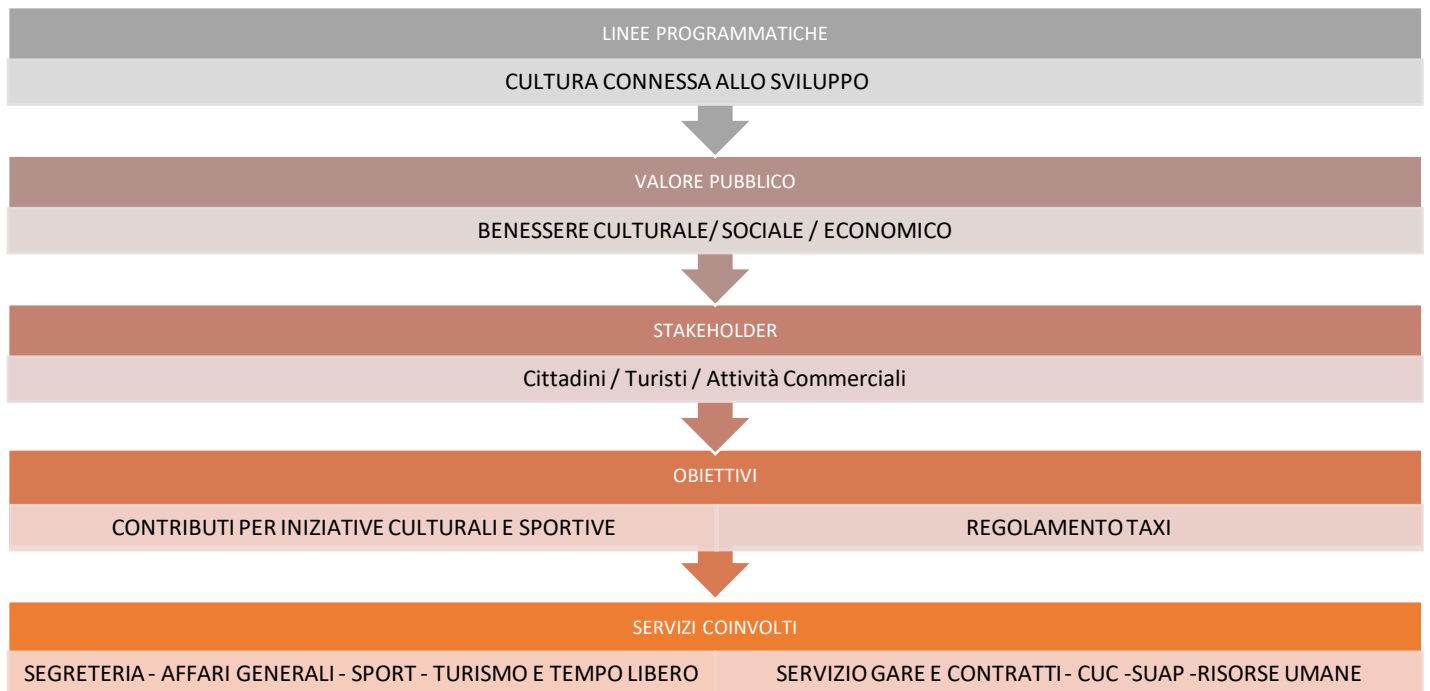 LINEE PROGRAMMATICHE
CULTURA CONNESSA ALLO SVILUPPO
VALORE PUBBLICO
BENESSERE CULTURALE/ SOCIALE / ECONOMICO
STAKEHOLDER
Cittadini / Turisti / Attività Commerciali
OBIETTIVI
CONTRIBUTI PER INIZIATIVE CULTURALI E SPORTIVE
REGOLAMENTO TAXI
SERVIZI COINVOLTI
SEGRETERIA - AFFARI GENERALI - SPORT - TURISMO E TEMPO LIBERO
SERVIZIO GARE E CONTRATTI - CUC -SUAP -RISORSE UMANE